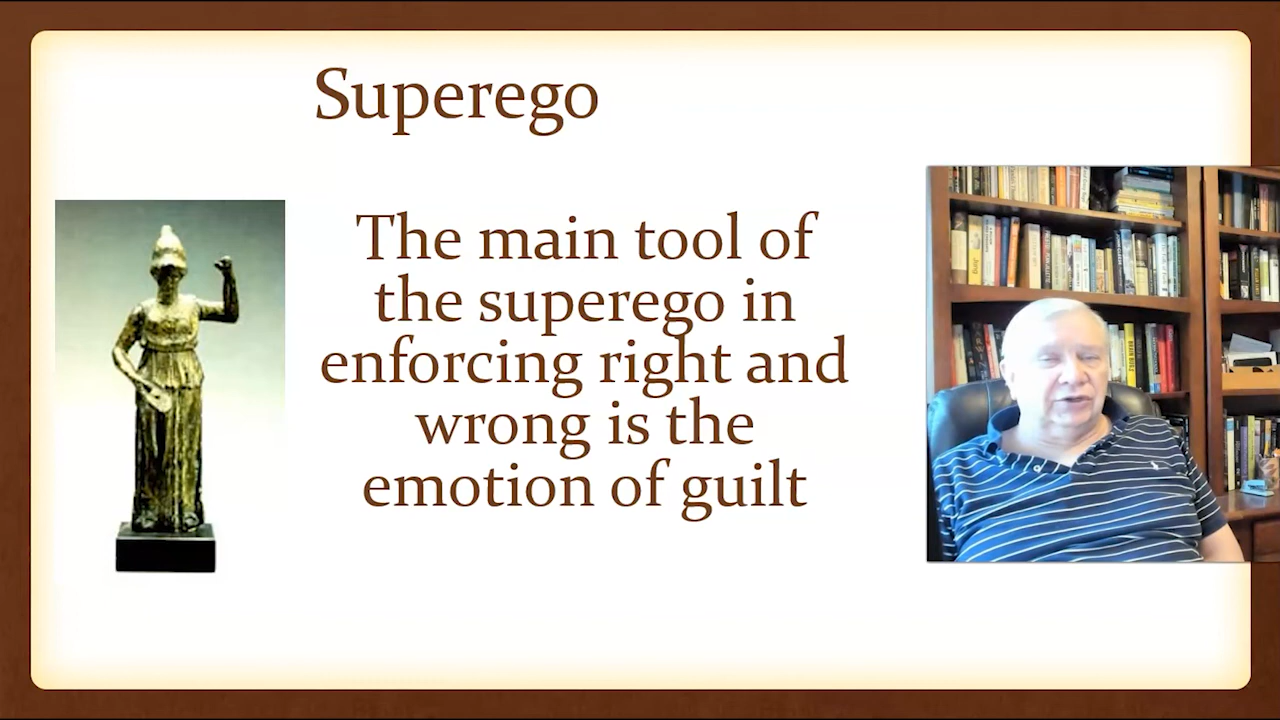 Superego
The main tool of
the superego in
enforcing right and
wrong is the
emotion of guilt